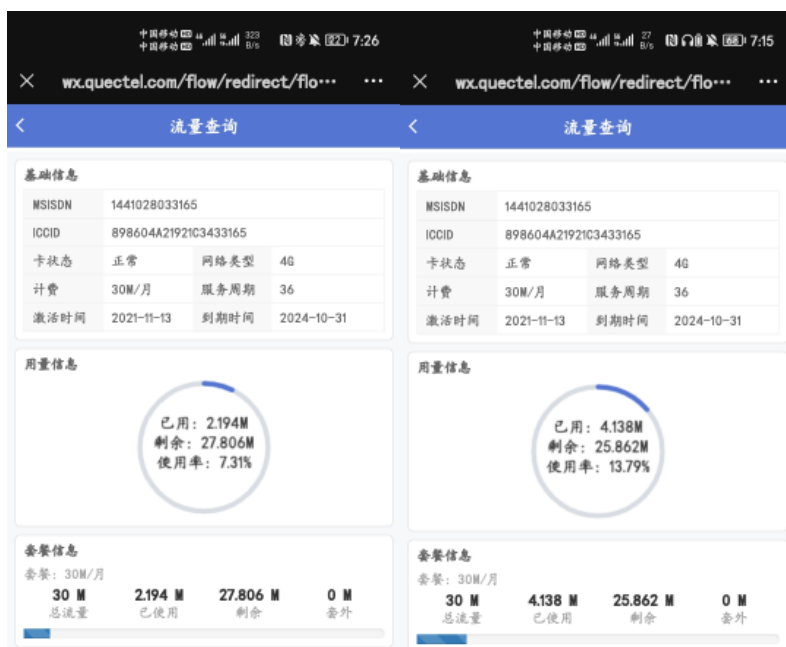 中国移动 HD 中国移动 HD 323 B/s 22 7:26
wx.quectel.com/flow/redirect/flo···
流量查询
基础信息
MSISDN 1441028033165
ICCID 898604A21921C3433165
卡状态 正常 网络类型 4G
计费 30M/月 服务周期 36
激活时间 2021-11-13 到期时间 2024-10-31
用量信息
已用: 2.194M
剩余: 27.806M
使用率: 7.31%
套餐信息
套餐: 30M/月
30 M 2.194 M 27.806 M 0 M
总流量 已使用 剩余 套外
中国移动 HD 中国移动 HD 27 B/s 68 7:15
wx.quectel.com/flow/redirect/flo···
流量查询
基础信息
MSISDN 1441028033165
ICCID 898604A21921C3433165
卡状态 正常 网络类型 4G
计费 30M/月 服务周期 36
激活时间 2021-11-13 到期时间 2024-10-31
用量信息
已用: 4.138M
剩余: 25.862M
使用率: 13.79%
套餐信息
套餐: 30M/月
30 M 4.138 M 25.862 M 0 M
总流量 已使用 剩余 套外